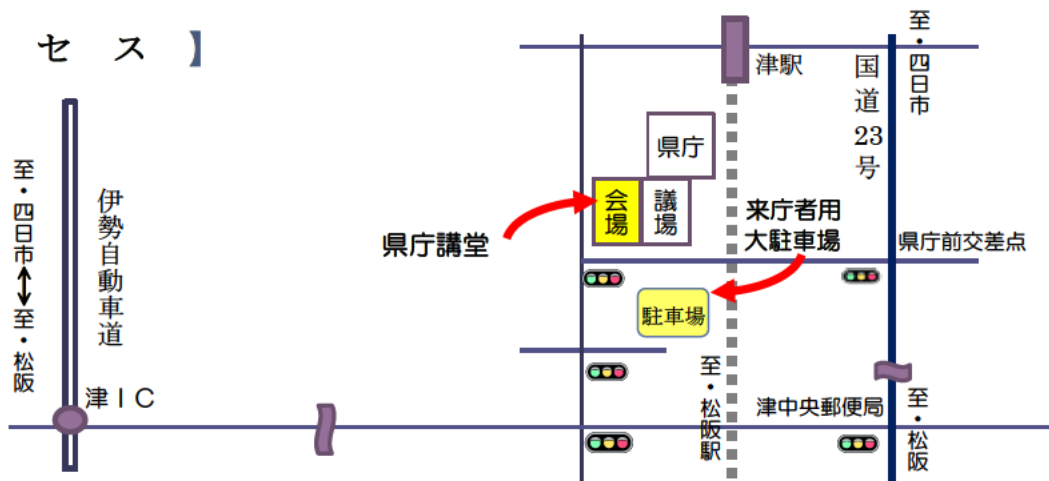 セス】
至・四日市
国道23号
津駅
県庁
会場
議場
県庁講堂
来庁者用
大駐車場
県庁前交差点
駐車場
伊勢自動車道
至・四日市↔至・松阪
津IC
至・松阪駅
津中央郵便局
至・松阪